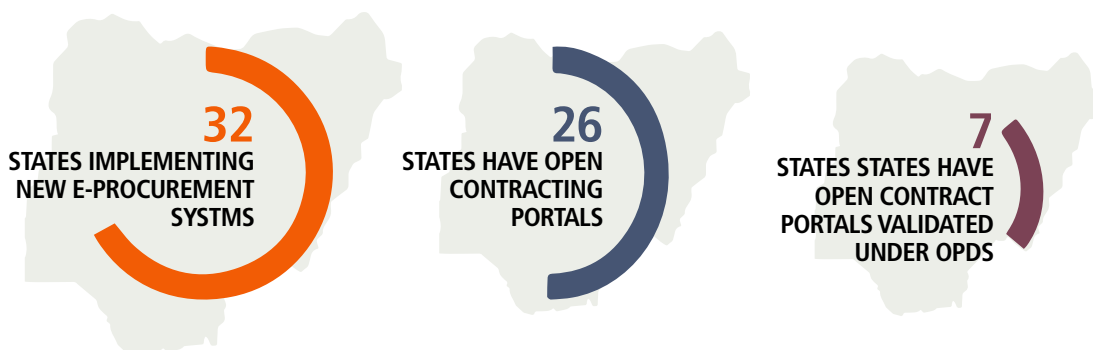 32
STATES IMPLEMENTING
NEW E-PROCUREMENT
SYSTMS
26
STATES HAVE OPEN
CONTRACTING
PORTALS
7
STATES STATES HAVE
OPEN CONTRACT
PORTALS VALIDATED
UNDER OPDS